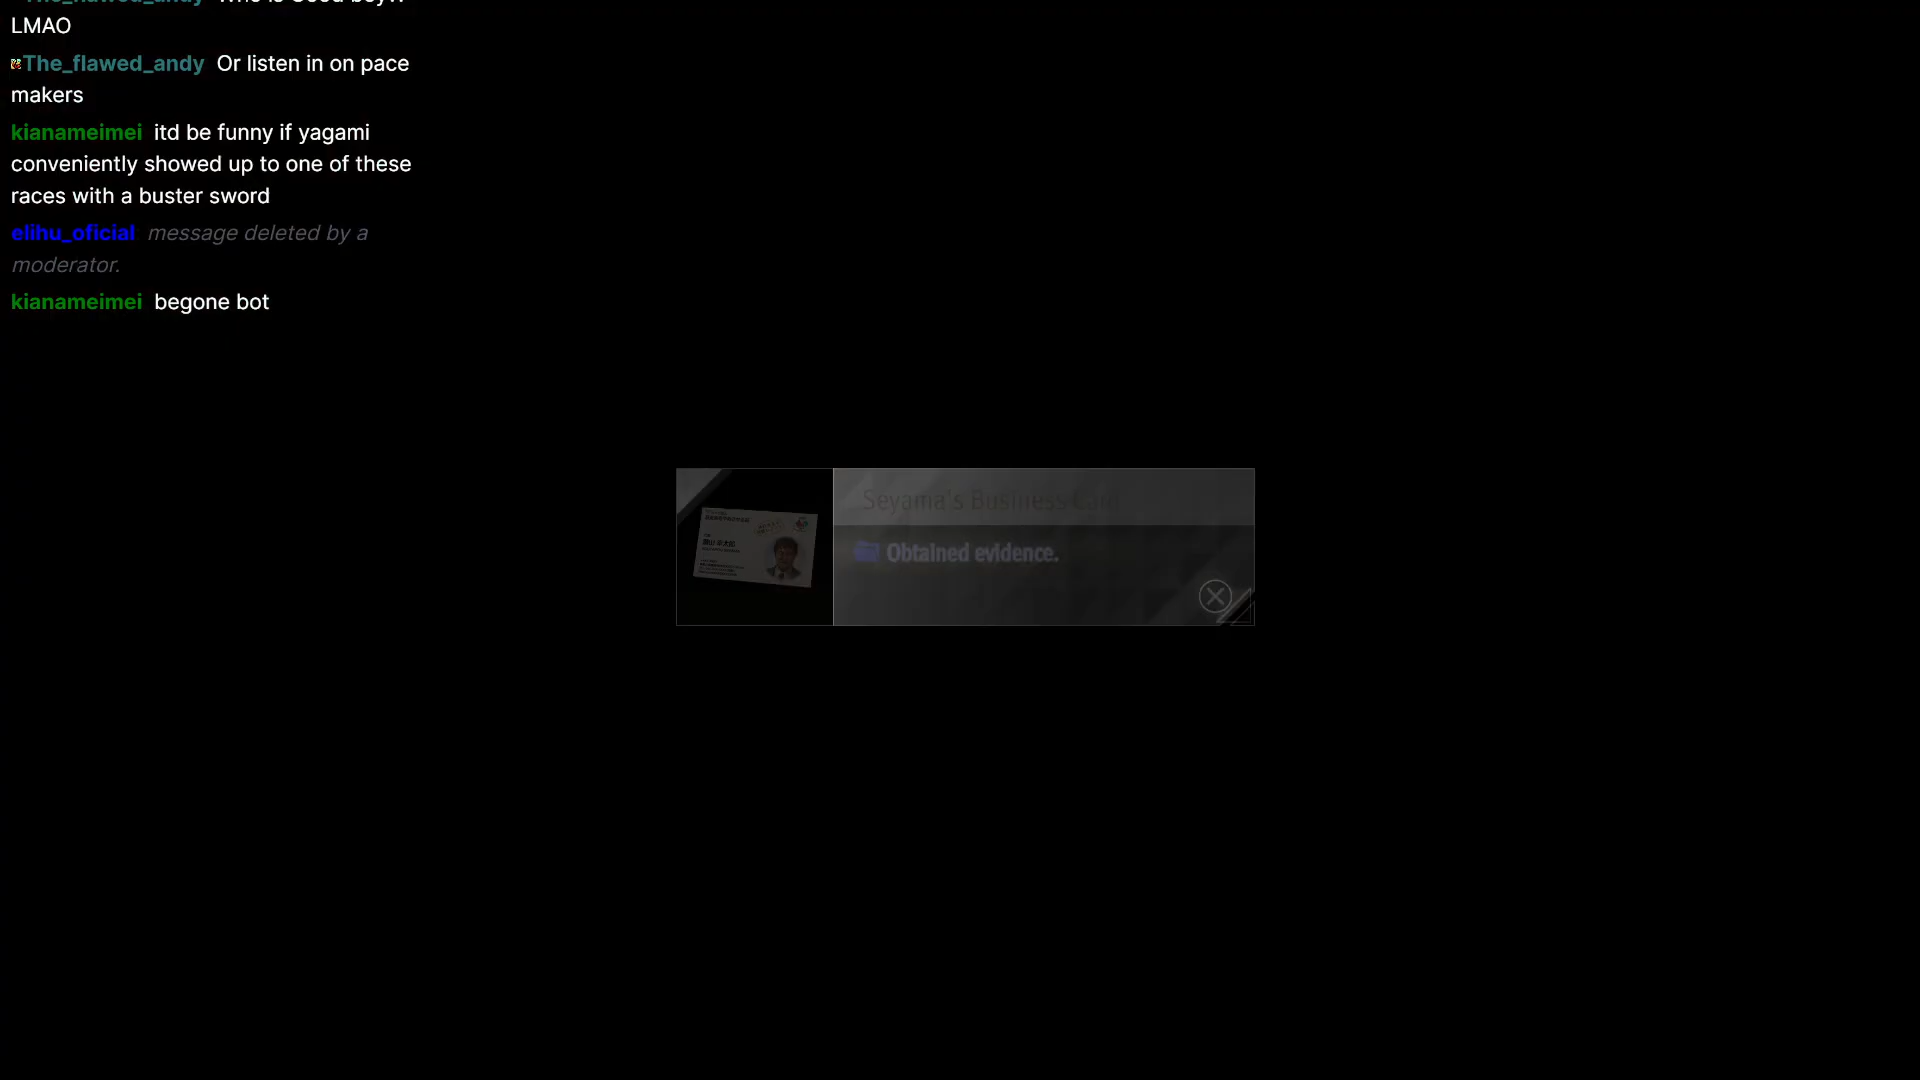 LMAO
The_flawed_andy Or listen in on pace
makers
kianameimei itd be funny if yagami
conveniently showed up to one of these
races with a buster sword
elihu_oficial message deleted by a
moderator.
kianameimei begone bot
Seyama's Business Card
Obtained evidence.